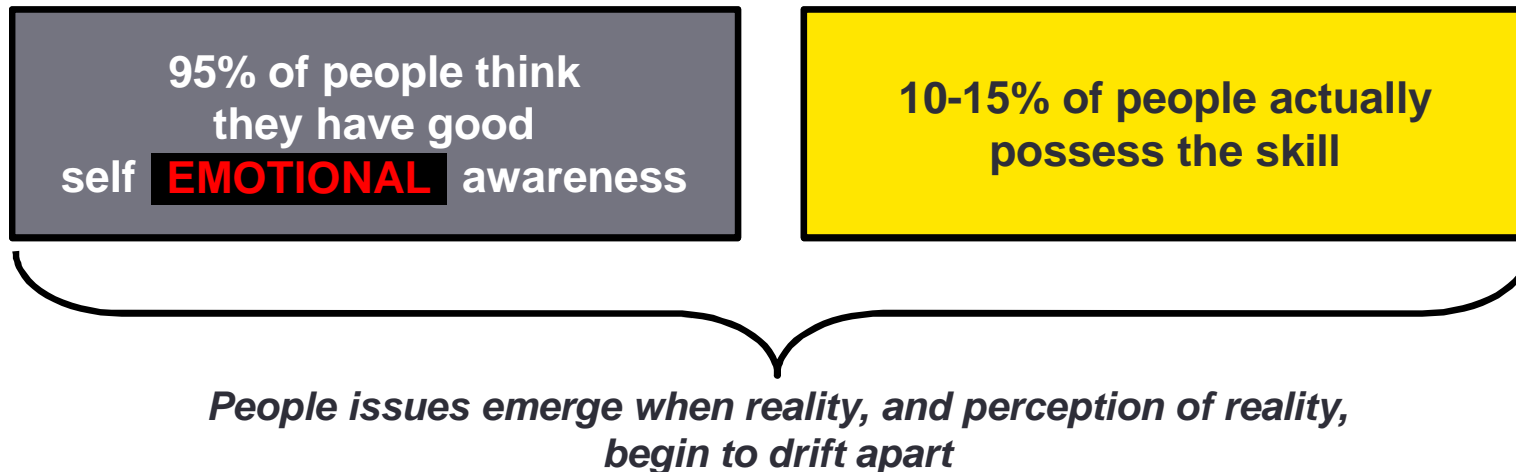 95% of people think
they have good
self EMOTIONAL awareness
10-15% of people actually
possess the skill
People issues emerge when reality, and perception of reality,
begin to drift apart